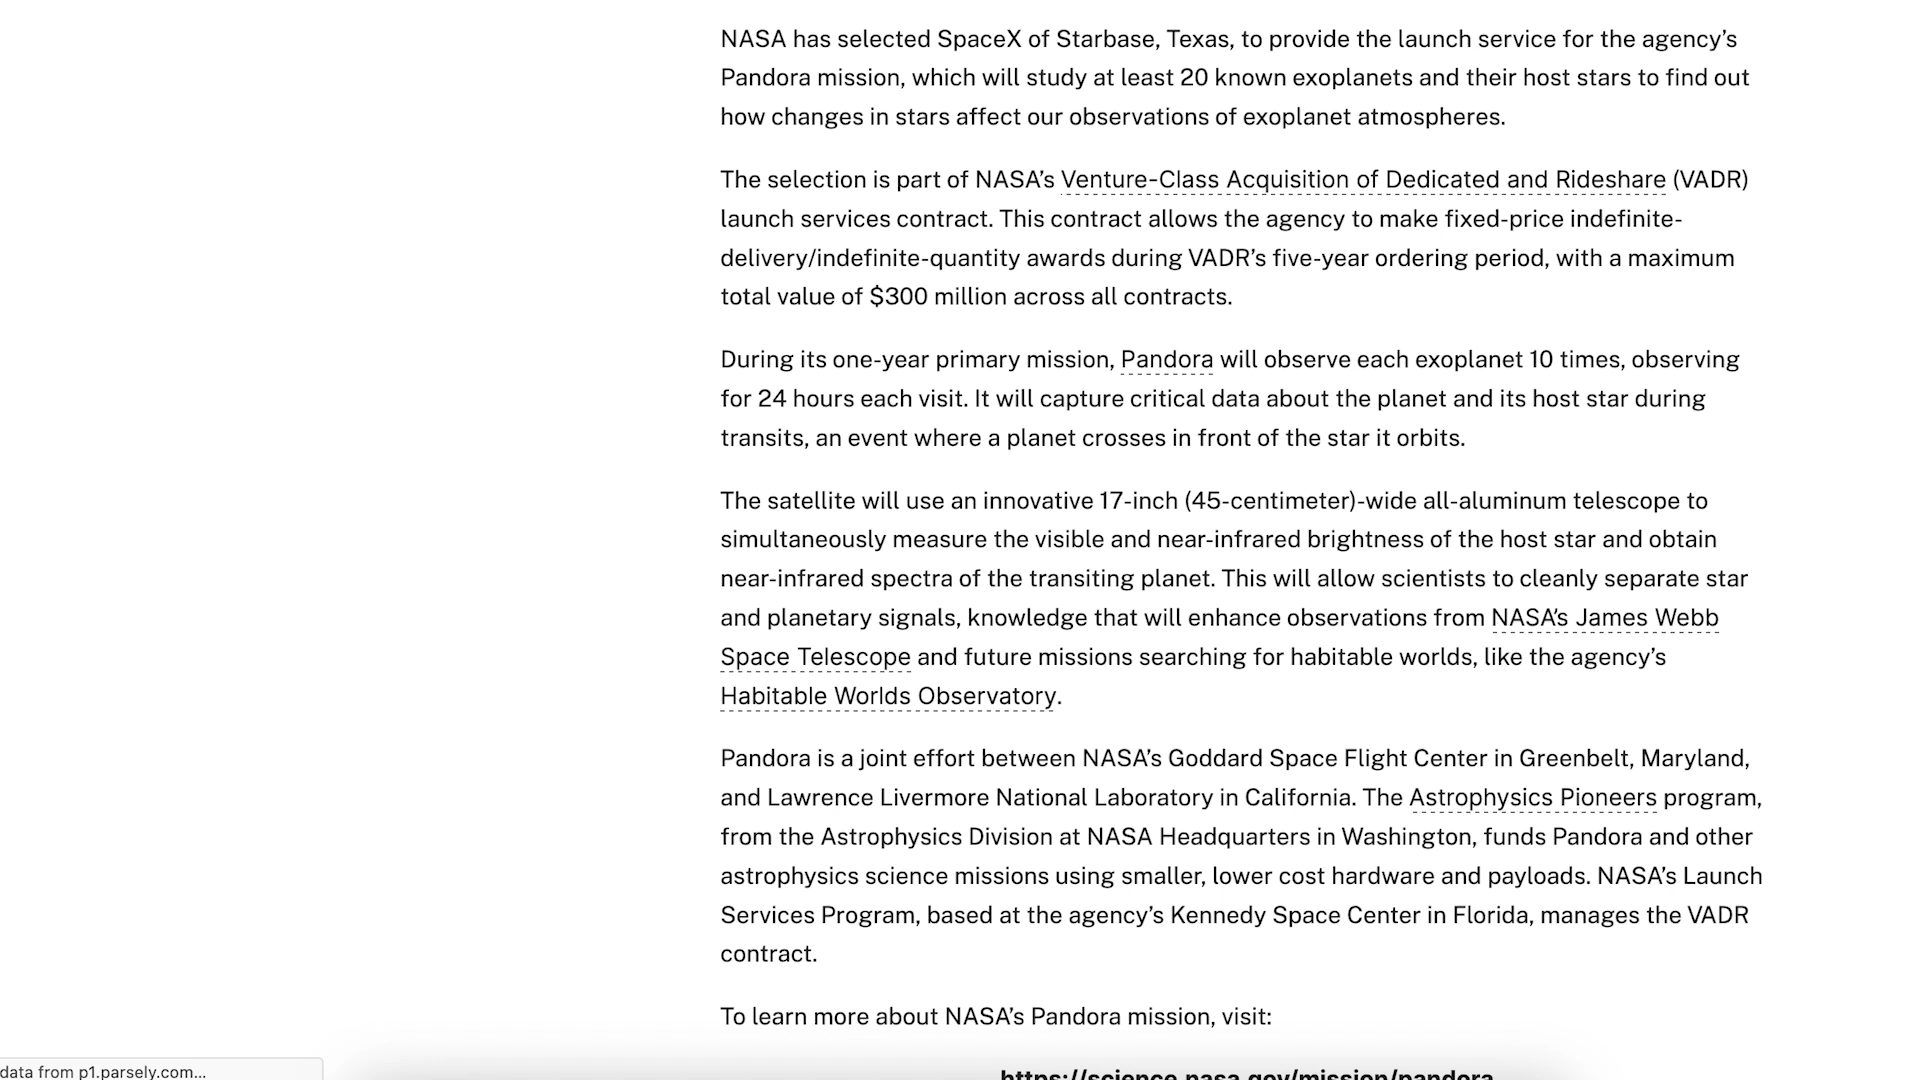 NASA has selected SpaceX of Starbase, Texas, to provide the launch service for the agency’s
Pandora mission, which will study at least 20 known exoplanets and their host stars to find out
how changes in stars affect our observations of exoplanet atmospheres.
The selection is part of NASA’s Venture-Class Acquisition of Dedicated and Rideshare (VADR)
launch services contract. This contract allows the agency to make fixed-price indefinite-
delivery/indefinite-quantity awards during VADR’s five-year ordering period, with a maximum
total value of $300 million across all contracts.
During its one-year primary mission, Pandora will observe each exoplanet 10 times, observing
for 24 hours each visit. It will capture critical data about the planet and its host star during
transits, an event where a planet crosses in front of the star it orbits.
The satellite will use an innovative 17-inch (45-centimeter)-wide all-aluminum telescope to
simultaneously measure the visible and near-infrared brightness of the host star and obtain
near-infrared spectra of the transiting planet. This will allow scientists to cleanly separate star
and planetary signals, knowledge that will enhance observations from NASA’s James Webb
Space Telescope and future missions searching for habitable worlds, like the agency’s
Habitable Worlds Observatory.
Pandora is a joint effort between NASA’s Goddard Space Flight Center in Greenbelt, Maryland,
and Lawrence Livermore National Laboratory in California. The Astrophysics Pioneers program,
from the Astrophysics Division at NASA Headquarters in Washington, funds Pandora and other
astrophysics science missions using smaller, lower cost hardware and payloads. NASA’s Launch
Services Program, based at the agency’s Kennedy Space Center in Florida, manages the VADR
contract.
To learn more about NASA’s Pandora mission, visit:
https://science.nasa.gov/mission/pandora
data from p1.parsely.com...